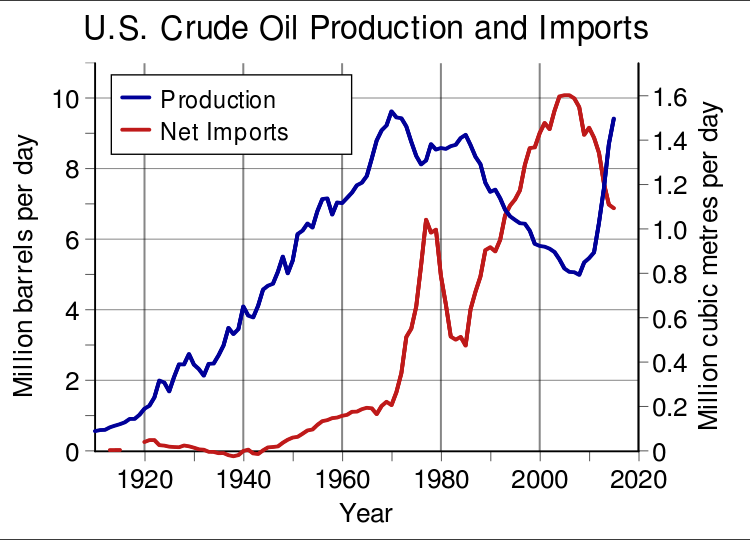 U.S. Crude Oil Production and Imports
Production
Net Imports
Million barrels per day
10
8
6
4
2
0
1.6
1.4
1.2
1.0
0.8
0.6
0.4
0.2
0
Million cubic metres per day
1920 1940 1960 1980 2000 2020
Year